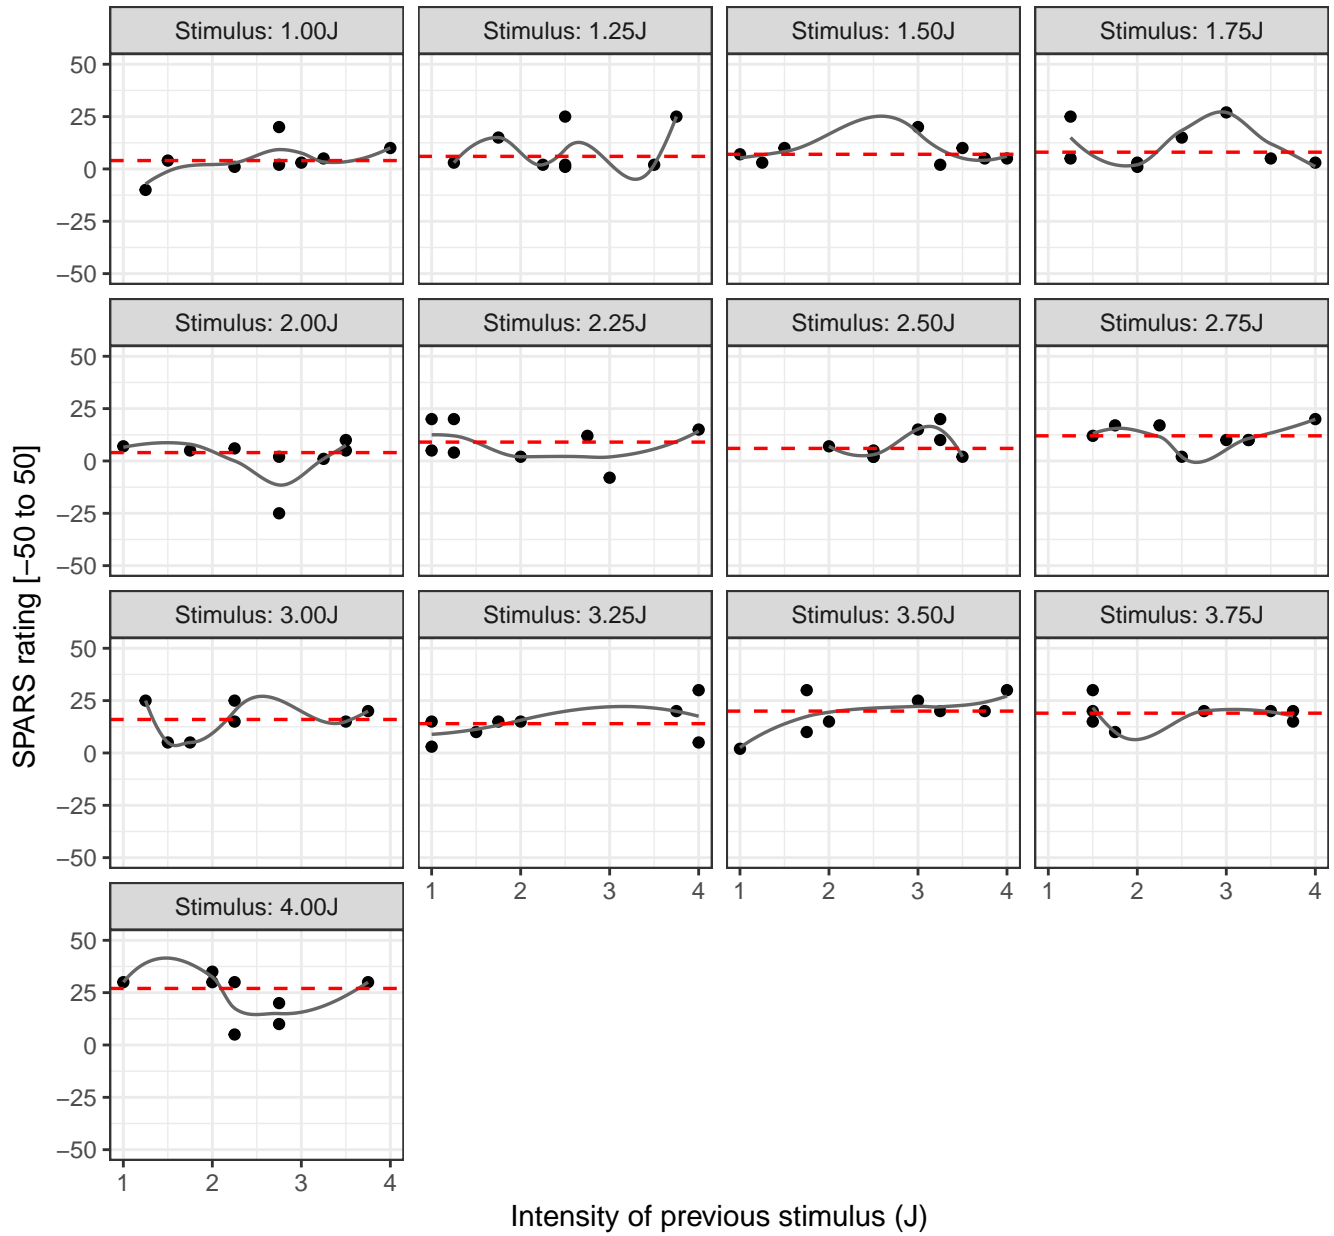 Stimulus: 1.00J Stimulus: 1.25J Stimulus: 1.50J Stimulus: 1.75J
50
25
0
−25
−50
Stimulus: 2.00J Stimulus: 2.25J Stimulus: 2.50J Stimulus: 2.75J
50
25
0
−25
−50
SPARS rating [−50 to 50]
Stimulus: 3.00J Stimulus: 3.25J Stimulus: 3.50J Stimulus: 3.75J
50
25
0
−25
−50
1 2 3 4 1 2 3 4 1 2 3 4
Stimulus: 4.00J
50
25
0
−25
−50
1 2 3 4
Intensity of previous stimulus (J)